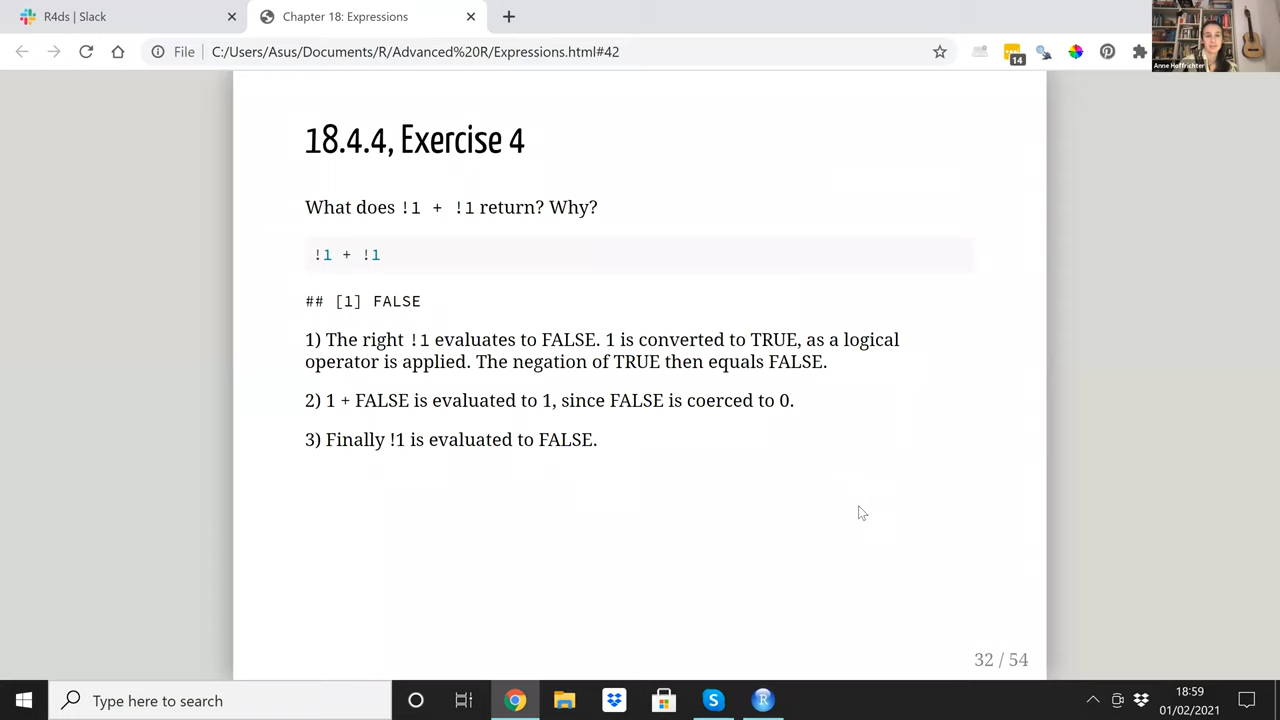 R4ds | Slack
Chapter 18: Expressions
File
C:/Users/Asus/Documents/R/Advanced%20R/Expressions.html#42
14
Anne Hoffrichter
18.4.4, Exercise 4
What does !1 + !1 return? Why?
!1 + !1
## [1] FALSE
1) The right !1 evaluates to FALSE. 1 is converted to TRUE, as a logical
operator is applied. The negation of TRUE then equals FALSE.
2) 1 + FALSE is evaluated to 1, since FALSE is coerced to 0.
3) Finally !1 is evaluated to FALSE.
32 / 54
Type here to search
18:59
01/02/2021